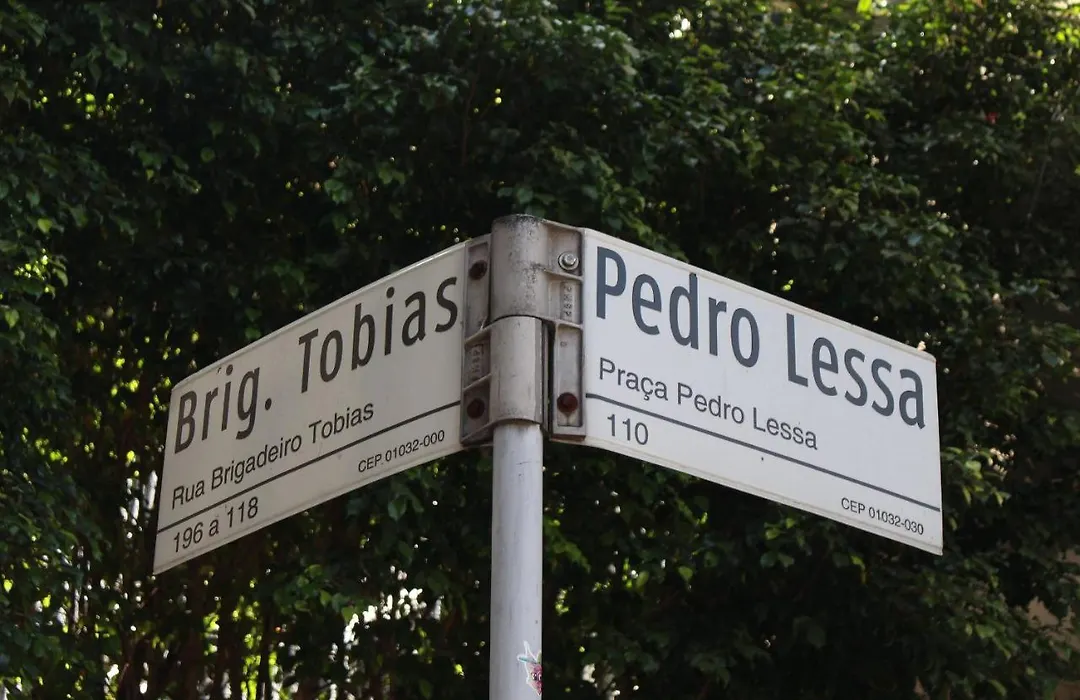 Brig. Tobias
Rua Brigadeiro Tobias
CEP 01032-000
196 a 118
Pedro Lessa
Praça Pedro Lessa
110
CEP 01032-030